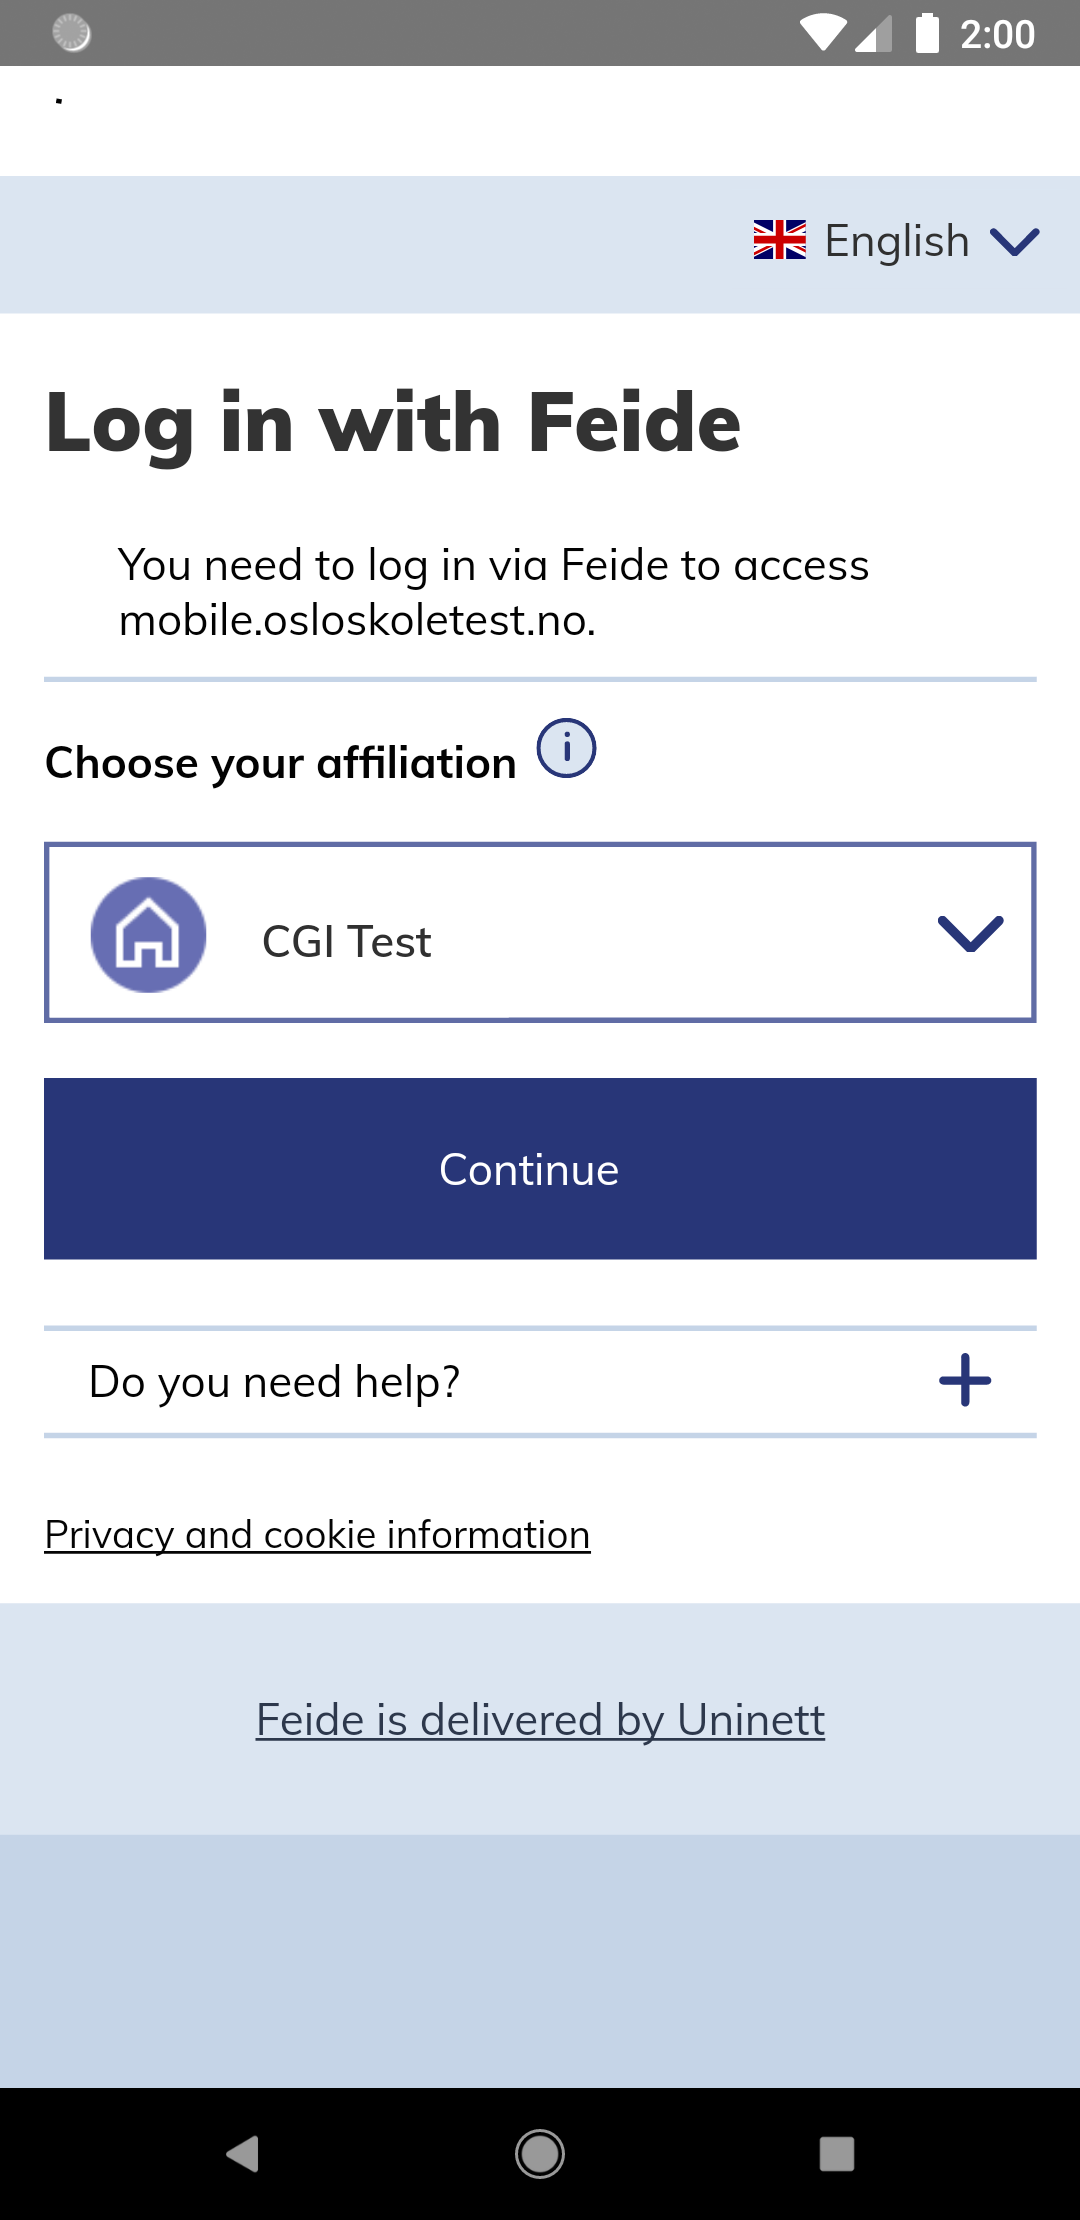 2:00
.
English
Log in with Feide
You need to log in via Feide to access
mobile.osloskoletest.no.
Choose your affiliation
CGI Test
Continue
Do you need help?
Privacy and cookie information
Feide is delivered by Uninett